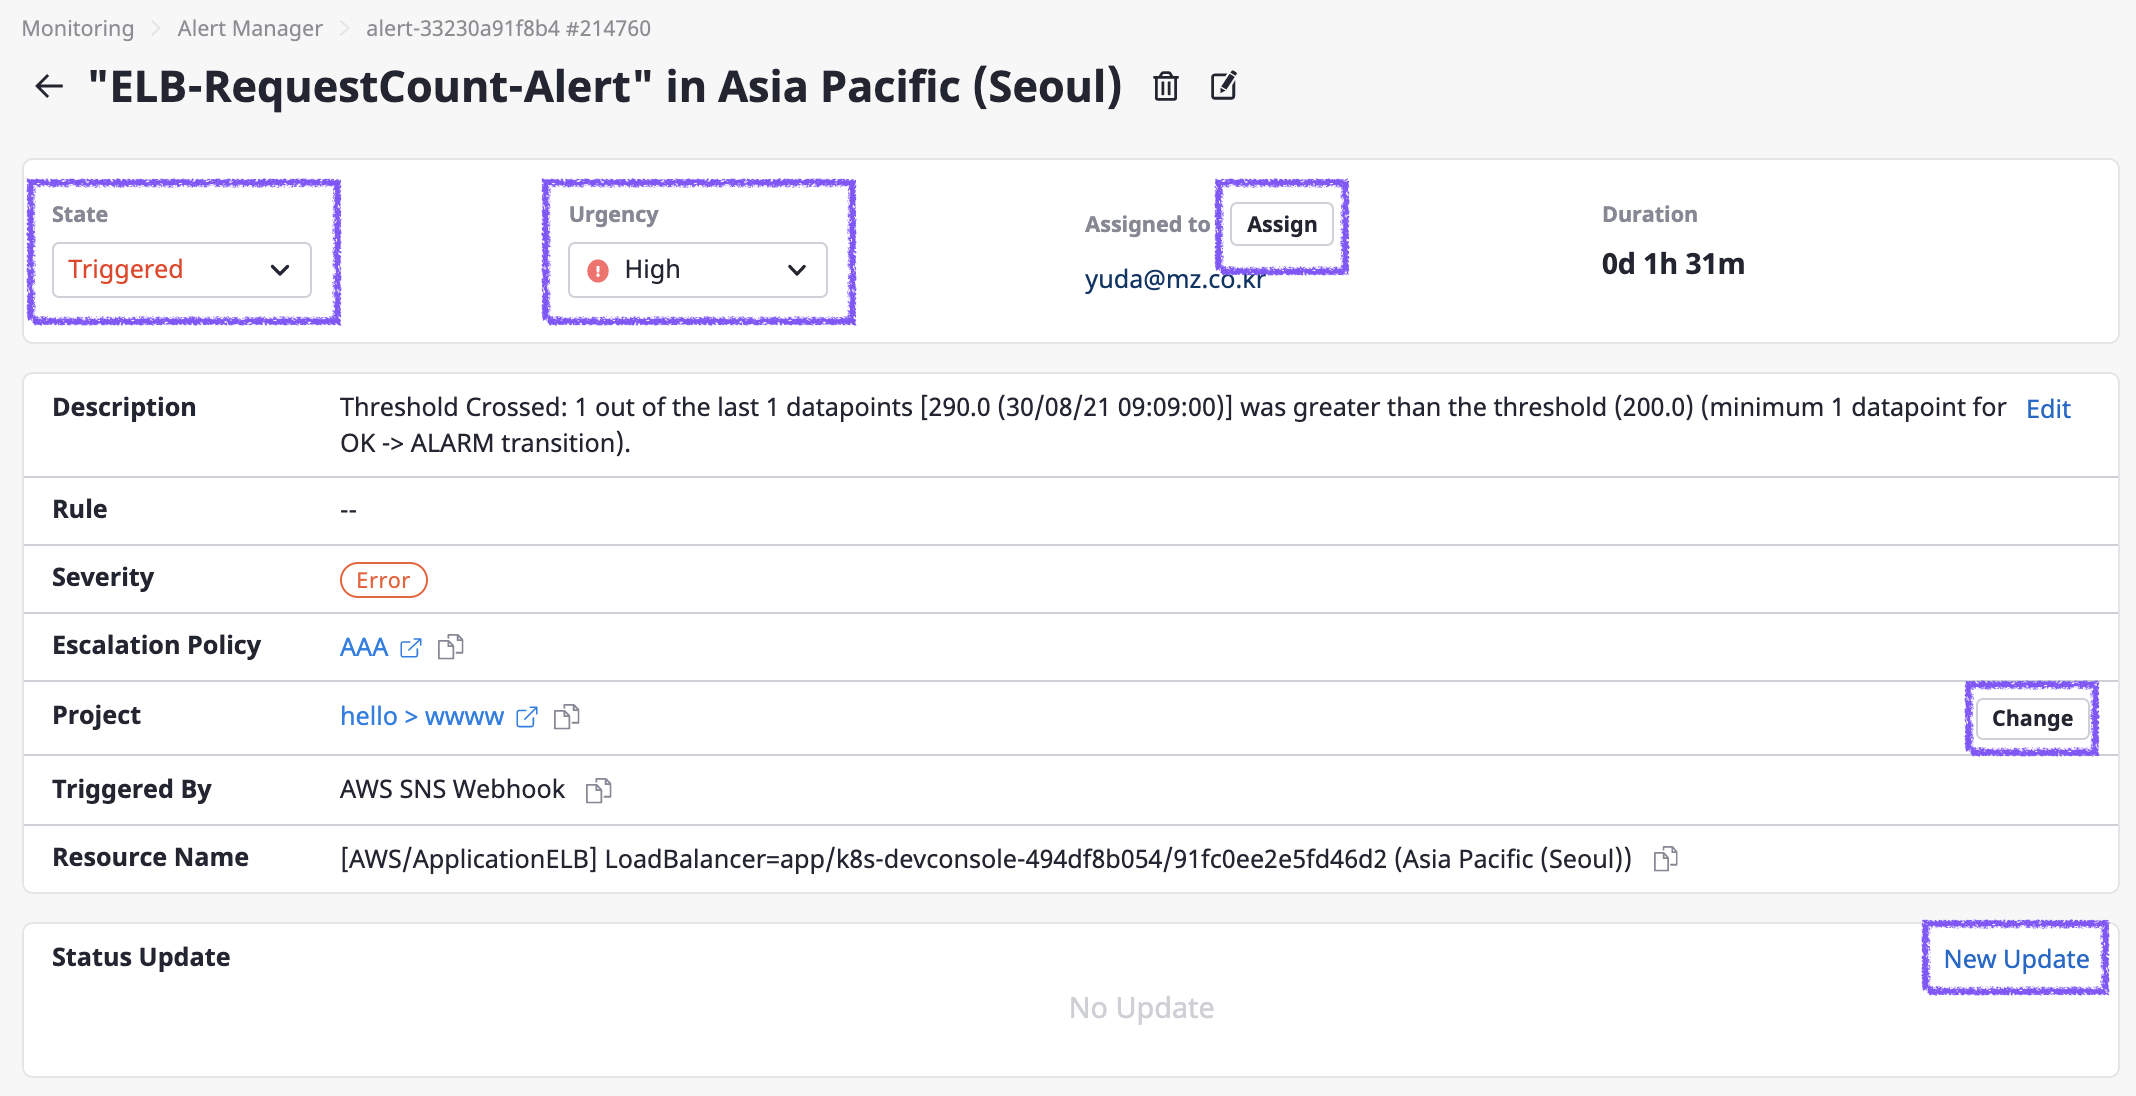 Monitoring > Alert Manager > alert-33230a91f8b4 #214760
"ELB-RequestCount-Alert" in Asia Pacific (Seoul)
State
Triggered
Urgency
High
Assigned to Assign
yuda@mz.co.kr
Duration
0d 1h 31m
Description
Threshold Crossed: 1 out of the last 1 datapoints [290.0 (30/08/21 09:09:00)] was greater than the threshold (200.0) (minimum 1 datapoint for
OK -> ALARM transition).
Edit
Rule
--
Severity
Error
Escalation Policy
AAA
Project
hello > wwww
Change
Triggered By
AWS SNS Webhook
Resource Name
[AWS/ApplicationELB] LoadBalancer=app/k8s-devconsole-494df8b054/91fc0ee2e5fd46d2 (Asia Pacific (Seoul))
Status Update
New Update
No Update